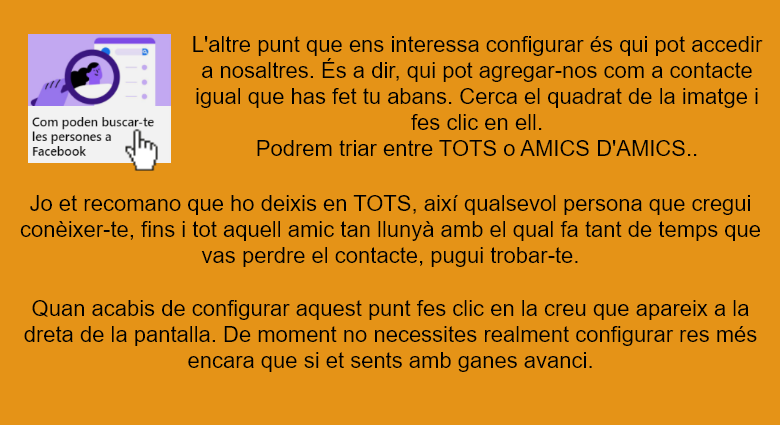 L'altre punt que ens interessa configurar és qui pot accedir
a nosaltres. És a dir, qui pot agregar-nos com a contacte
igual que has fet tu abans. Cerca el quadrat de la imatge i
fes clic en ell.
Podrem triar entre TOTS o AMICS D'AMICS..
Com poden buscar-te
les persones a
Facebook
Jo et recomano que ho deixis en TOTS, així qualsevol persona que cregui
conèixer-te, fins i tot aquell amic tan llunyà amb el qual fa tant de temps que
vas perdre el contacte, pugui trobar-te.
Quan acabis de configurar aquest punt fes clic en la creu que apareix a la
dreta de la pantalla. De moment no necessites realment configurar res més
encara que si et sents amb ganes avanci.